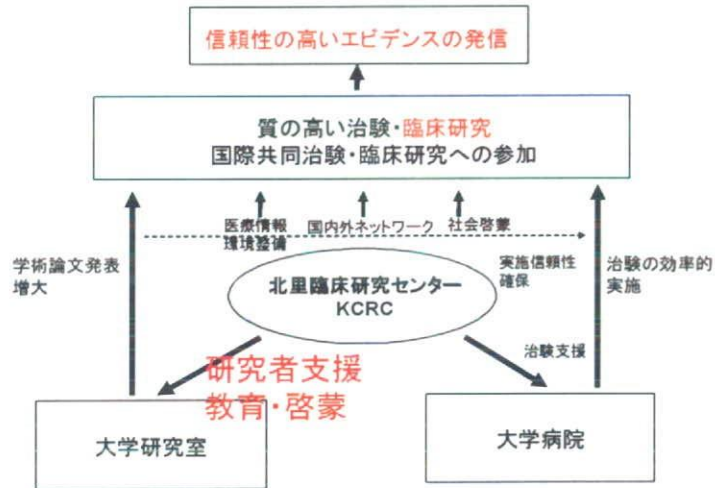 信頼性の高いエビデンスの発信
質の高い治験・臨床研究
国際共同治験・臨床研究への参加
医療情報
環境整備
国内外ネットワーク
社会啓蒙
学術論文発表
増大
北里臨床研究センター
KCRC
実施信頼性
確保
治験の効率的
実施
研究者支援
教育・啓蒙
治験支援
大学研究室
大学病院